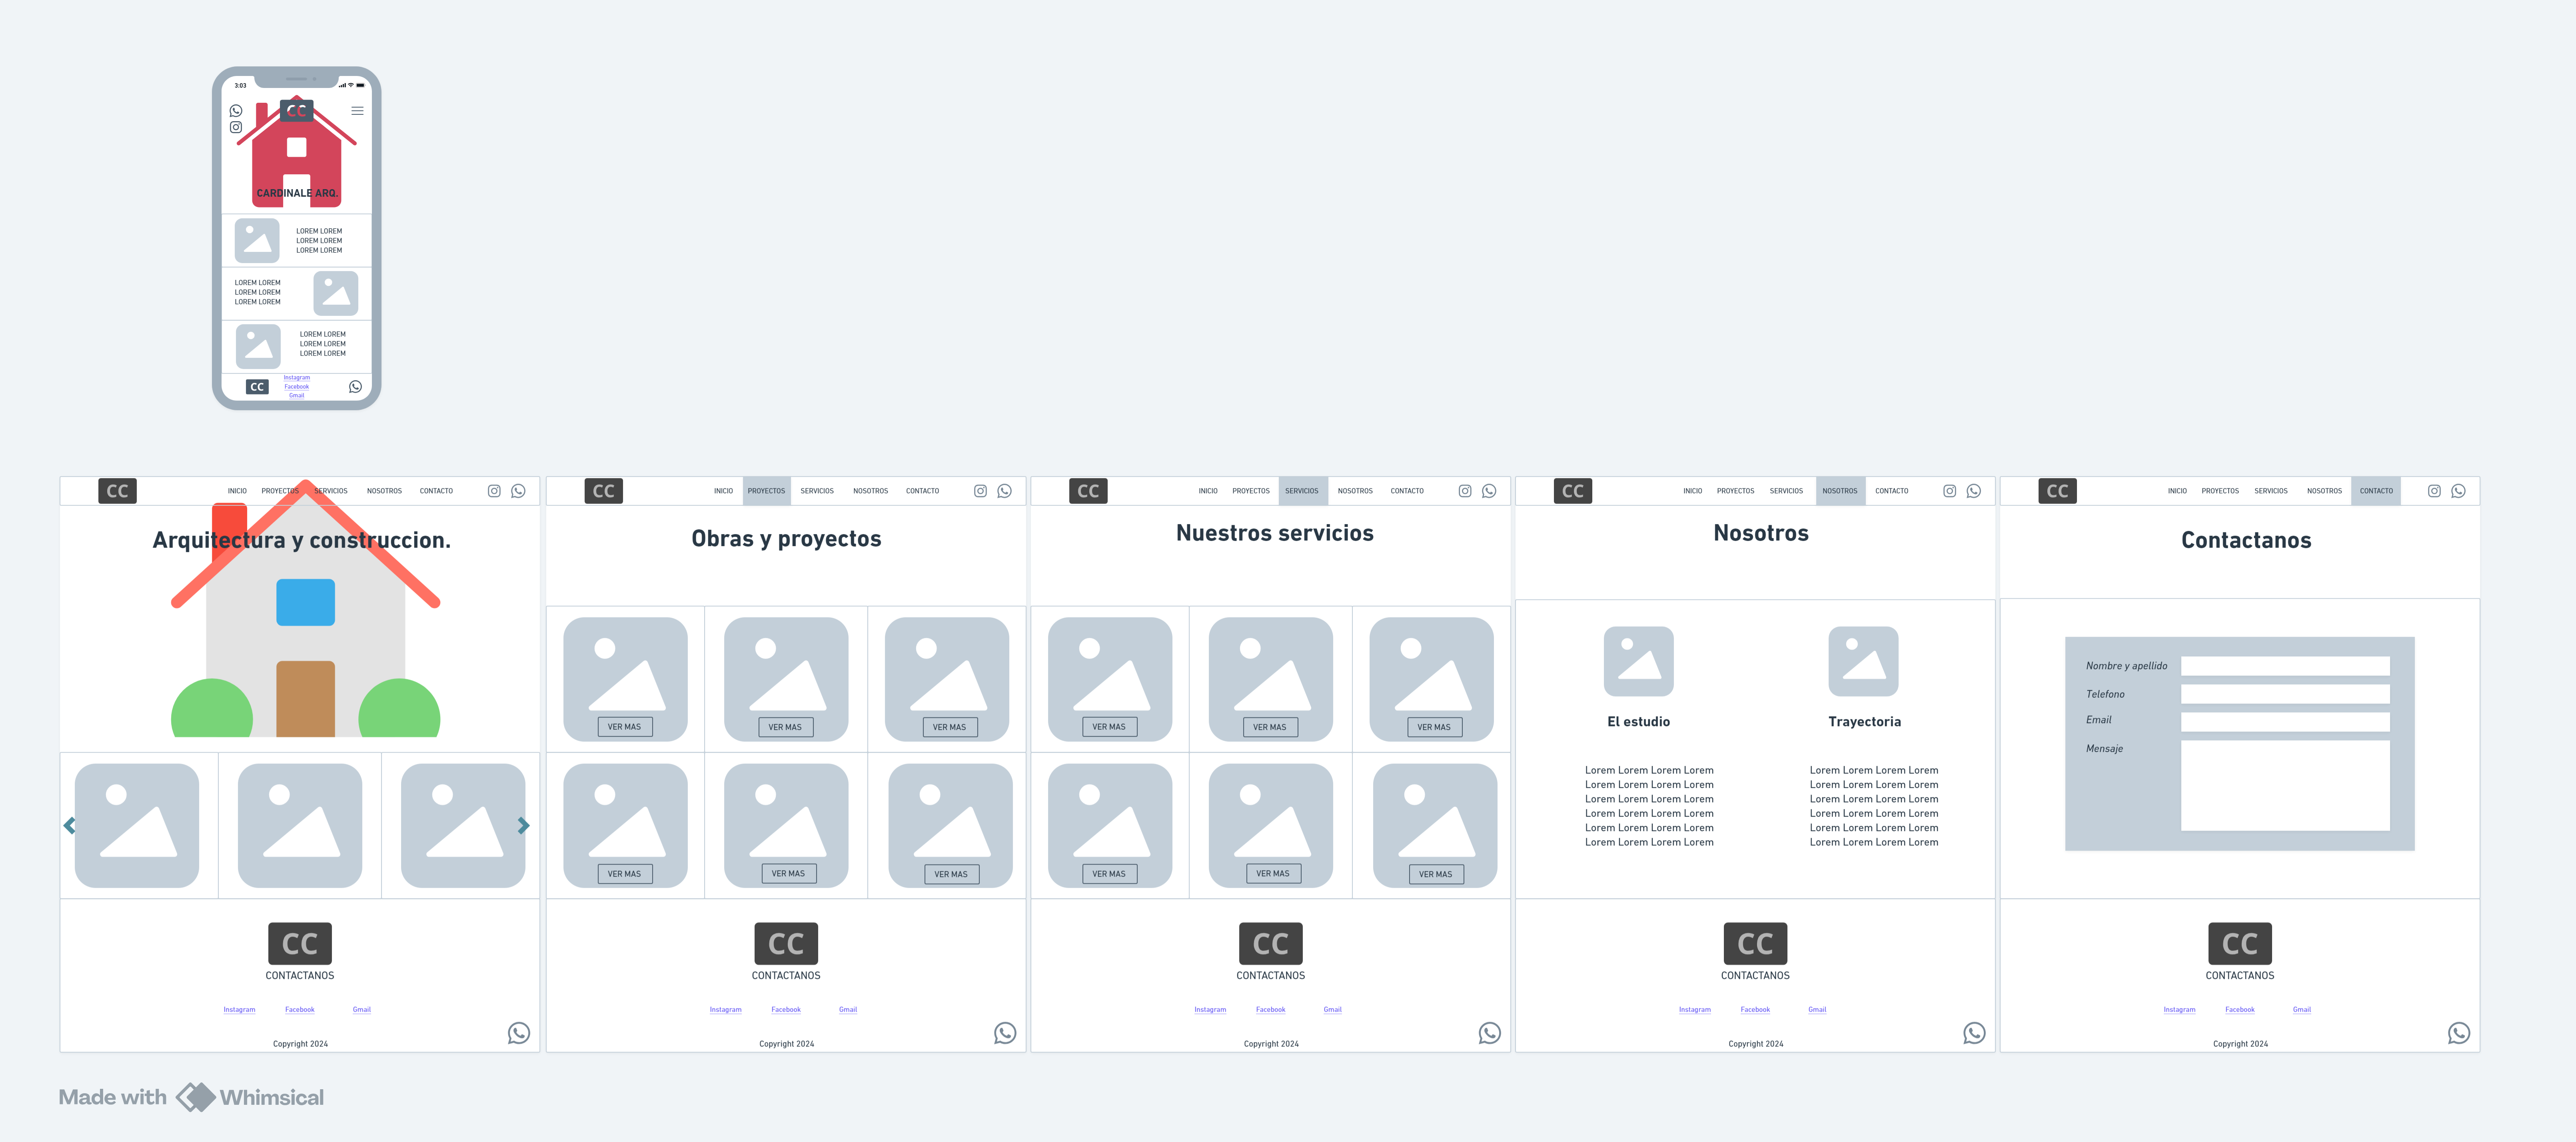 3:03
CC
CARDINALE ARQ.
LOREM LOREM
LOREM LOREM
LOREM LOREM
LOREM LOREM
LOREM LOREM
LOREM LOREM
LOREM LOREM
LOREM LOREM
LOREM LOREM
CC
Instagram
Facebook
Gmail
CC
INICIO PROYECTOS SERVICIOS NOSOTROS CONTACTO
Arquitectura y construccion.
CC
CONTACTANOS
Instagram Facebook Gmail
Copyright 2024
CC
INICIO PROYECTOS SERVICIOS NOSOTROS CONTACTO
Obras y proyectos
VER MAS VER MAS VER MAS
VER MAS VER MAS VER MAS
CC
CONTACTANOS
Instagram Facebook Gmail
Copyright 2024
CC
INICIO PROYECTOS SERVICIOS NOSOTROS CONTACTO
Nuestros servicios
VER MAS VER MAS VER MAS
VER MAS VER MAS VER MAS
CC
CONTACTANOS
Instagram Facebook Gmail
Copyright 2024
CC
INICIO PROYECTOS SERVICIOS NOSOTROS CONTACTO
Nosotros
El estudio
Lorem Lorem Lorem Lorem
Lorem Lorem Lorem Lorem
Lorem Lorem Lorem Lorem
Lorem Lorem Lorem Lorem
Lorem Lorem Lorem Lorem
Lorem Lorem Lorem Lorem
Trayectoria
Lorem Lorem Lorem Lorem
Lorem Lorem Lorem Lorem
Lorem Lorem Lorem Lorem
Lorem Lorem Lorem Lorem
Lorem Lorem Lorem Lorem
Lorem Lorem Lorem Lorem
CC
CONTACTANOS
Instagram Facebook Gmail
Copyright 2024
CC
INICIO PROYECTOS SERVICIOS NOSOTROS CONTACTO
Contactanos
Nombre y apellido
Telefono
Email
Mensaje
CC
CONTACTANOS
Instagram Facebook Gmail
Copyright 2024
Made with Whimsical